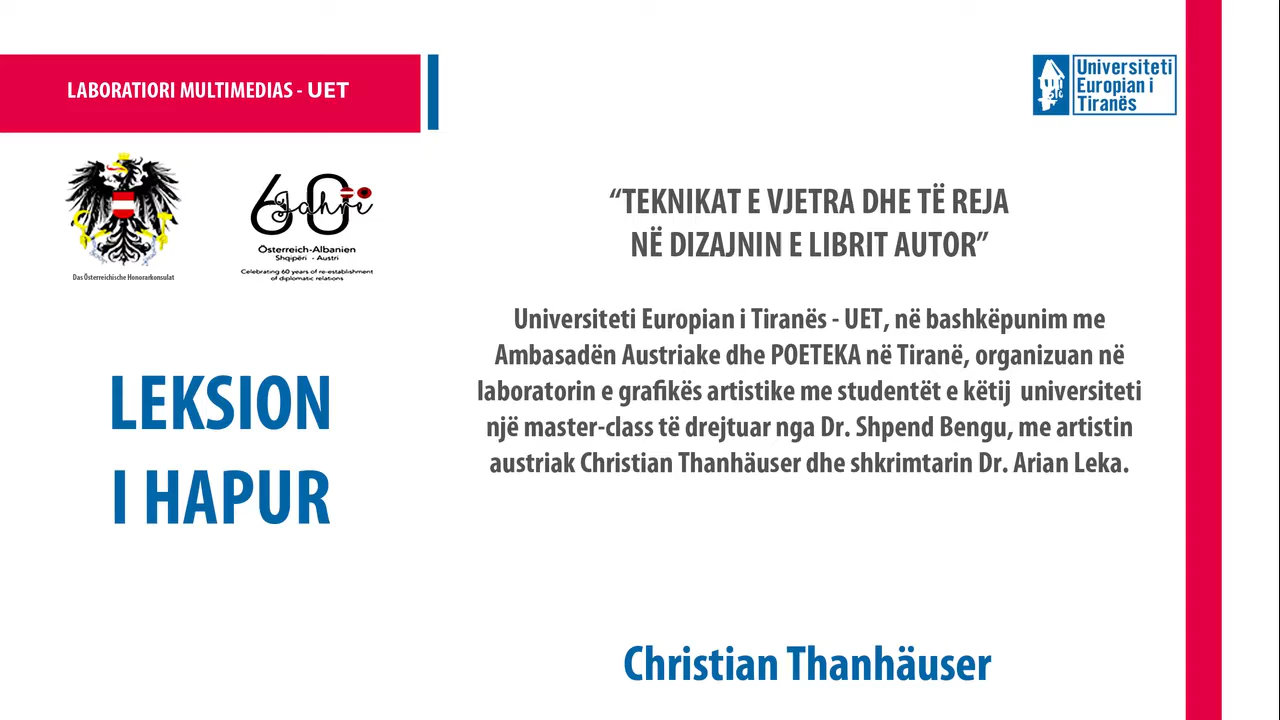 LABORATIORI MULTIMEDIAS - UET
Universiteti
Europian i
Tiranës
60
Jahre
Österreich-Albanien
Shqipëri - Austri
Celebrating 60 years of re-establishment
of diplomatic relations
Das Österreichische Honorarkonsulat
LEKSION
I HAPUR
“TEKNIKAT E VJETRA DHE TË REJA
NË DIZAJNIN E LIBRIT AUTOR”
Universiteti Europian i Tiranës - UET, në bashkëpunim me
Ambasadën Austriake dhe POETEKA në Tiranë, organizuan në
laboratorin e grafikës artistike me studentët e këtij  universiteti
një master-class të drejtuar nga Dr. Shpend Bengu, me artistin
austriak Christian Thanhäuser dhe shkrimtarin Dr. Arian Leka.
Christian Thanhäuser